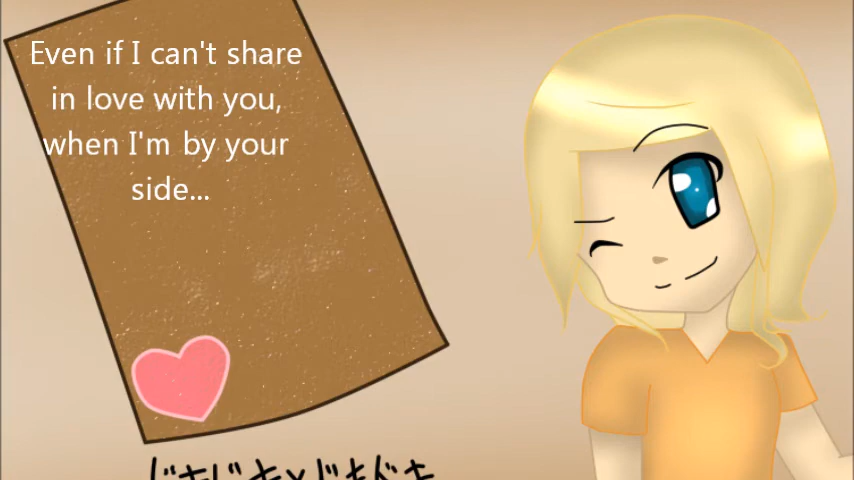 Even if I can't share
in love with you,
when I'm by your
side...